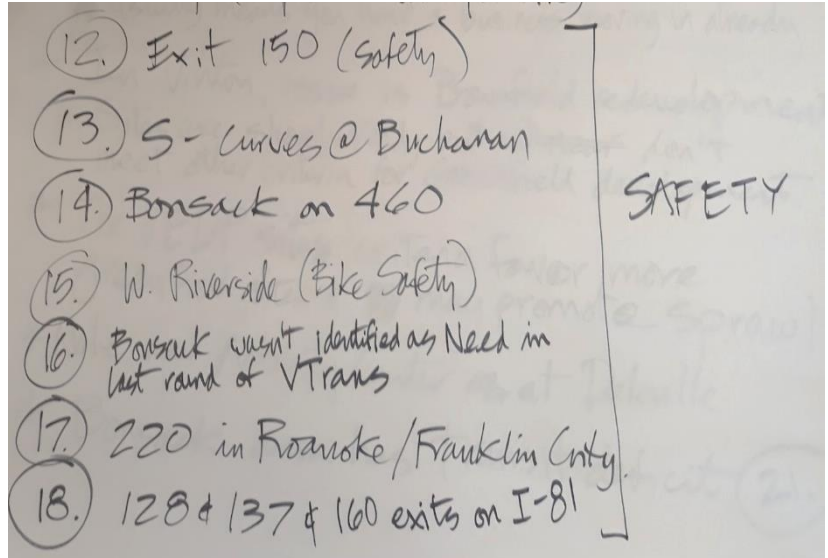 12. Exit 150 (Safety)
13. S-curves @ Buchanan
14. Bonsack on 460
SAFETY
15. W. Riverside (Bike Safety)
16. Bonsack wasn't identified as Need in
last round of VTrans
17. 220 in Roanoke/Franklin Cnty.
18. 128 & 137 & 160 exits on I-81